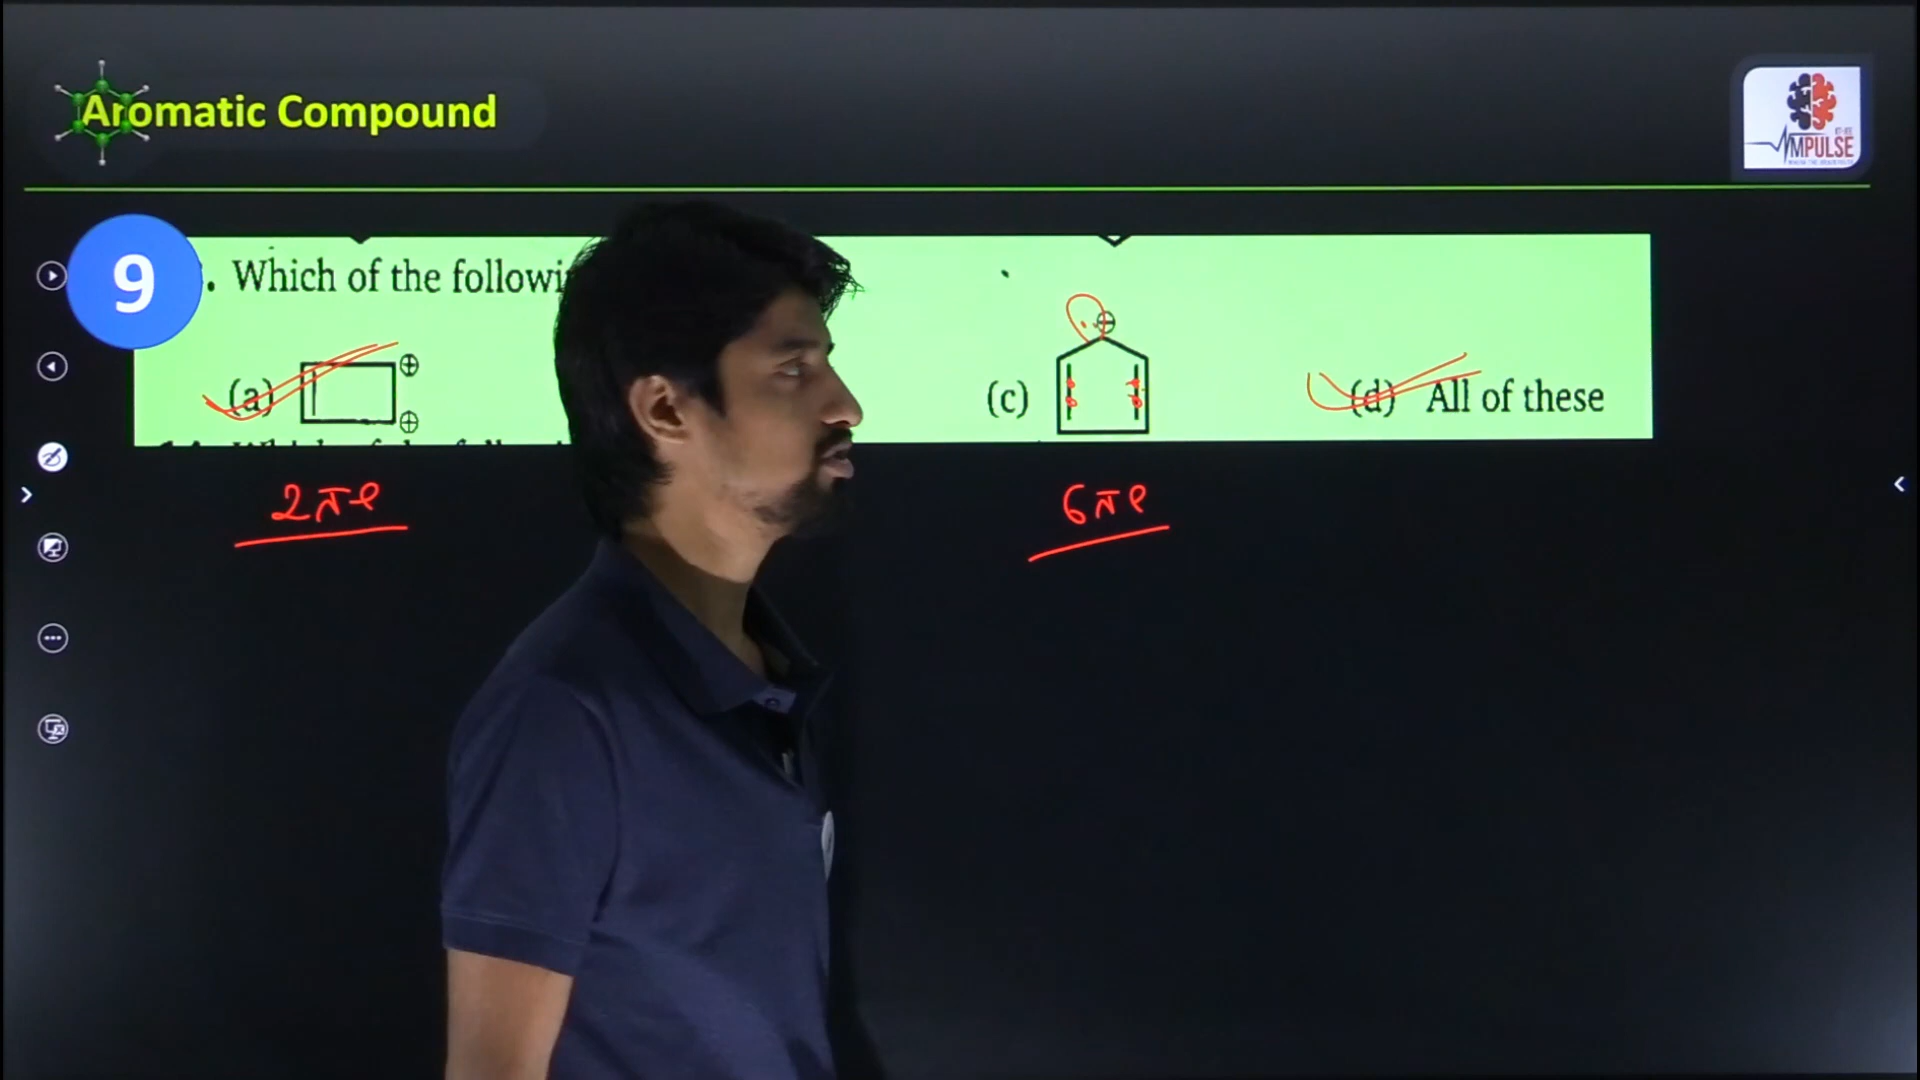 Aromatic Compound
MPULSE
9
. Which of the followi
(a) ⊕ ⊕
(c) ⊖
(d) All of these
2πe
6πe